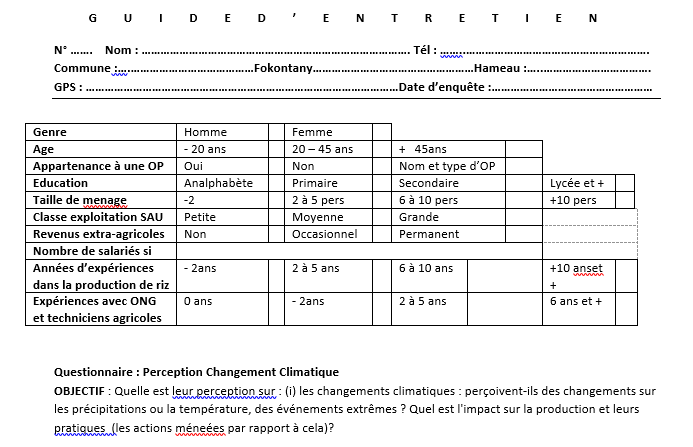 G U I D E D ’ E N T R E T I E N
N° ……. Nom : ……………………………………………………………………… Tél : ……………………………………………………….
Commune :…………………………………..Fokontany…………………………………………Hameau :……………………………….
GPS : …………………………………………………………………………………Date d’enquête :…………………………………………
Genre Homme Femme
Age - 20 ans 20 – 45 ans + 45ans
Appartenance à une OP Oui Non Nom et type d’OP
Education Analphabète Primaire Secondaire Lycée et +
Taille de menage -2 2 à 5 pers 6 à 10 pers +10 pers
Classe exploitation SAU Petite Moyenne Grande
Revenus extra-agricoles Non Occasionnel Permanent
Nombre de salariés si
Années d’expériences - 2ans 2 à 5 ans 6 à 10 ans +10 anset
dans la production de riz +
Expériences avec ONG 0 ans - 2ans 2 à 5 ans 6 ans et +
et techniciens agricoles
Questionnaire : Perception Changement Climatique
OBJECTIF : Quelle est leur perception sur : (i) les changements climatiques : perçoivent-ils des changements sur
les précipitations ou la température, des événements extrêmes ? Quel est l'impact sur la production et leurs
pratiques (les actions méneées par rapport à cela)?